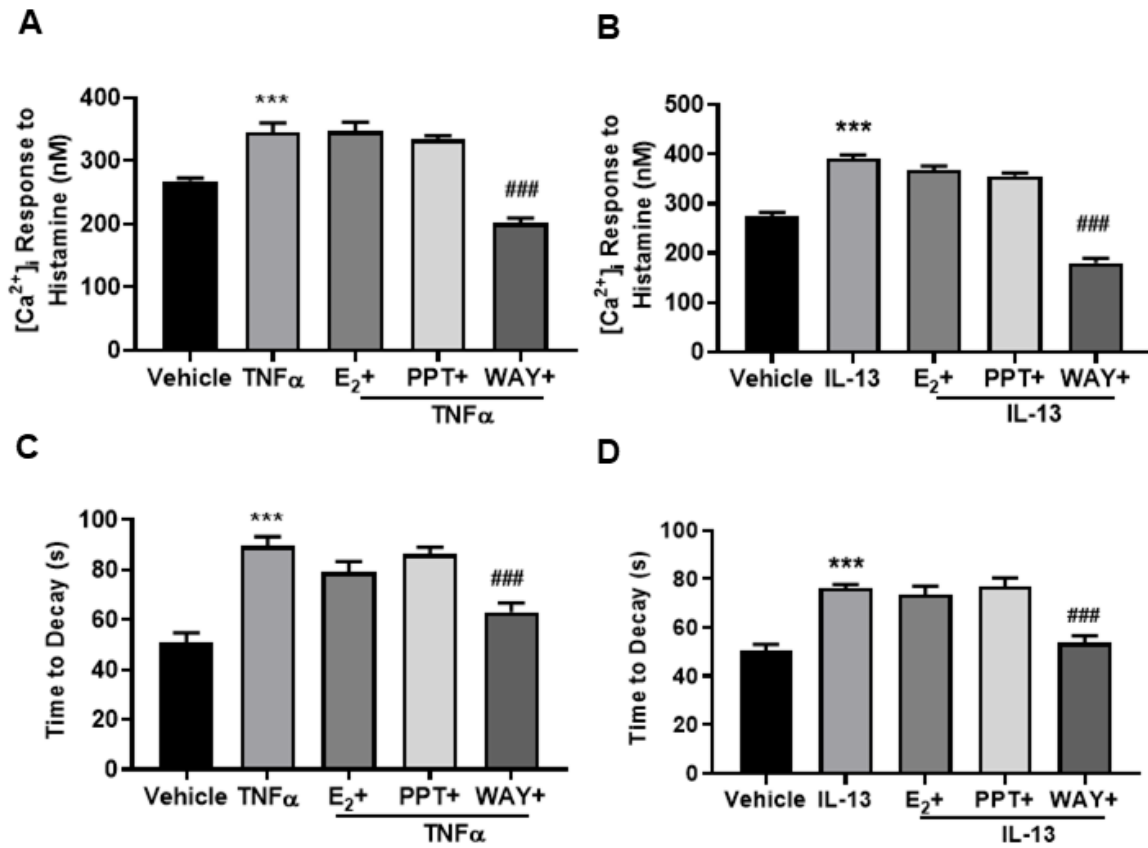 A
[Ca2+]i Response to
Histamine (nM)
400
300
200
100
0
***
###
Vehicle TNFα E2+ PPT+ WAY+
TNFα
B
[Ca2+]i Response to
Histamine (nM)
500
400
300
200
100
0
***
###
Vehicle IL-13 E2+ PPT+ WAY+
IL-13
C
Time to Decay (s)
100
80
60
40
20
0
***
###
Vehicle TNFα E2+ PPT+ WAY+
TNFα
D
Time to Decay (s)
100
80
60
40
20
0
***
###
Vehicle IL-13 E2+ PPT+ WAY+
IL-13